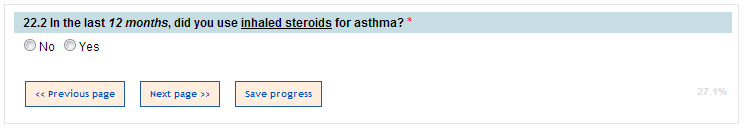 22.2 In the last 12 months, did you use inhaled steroids for asthma? *
No Yes
<< Previous page Next page >> Save progress 27.1%